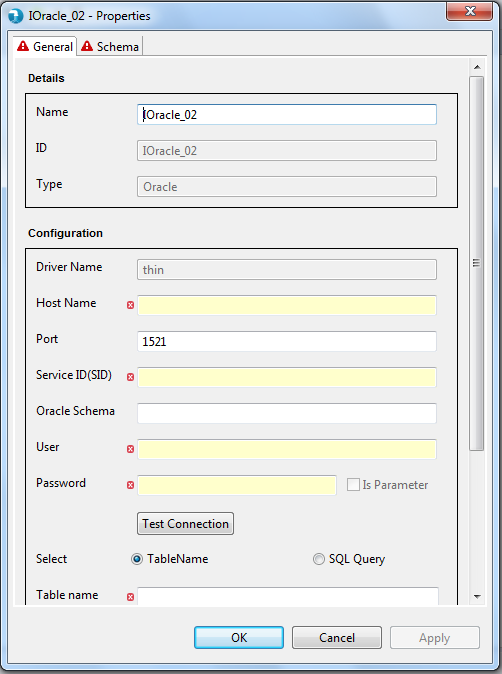 IOracle_02 - Properties
General Schema
Details
Name IOracle_02
ID IOracle_02
Type Oracle
Configuration
Driver Name thin
Host Name
Port 1521
Service ID(SID)
Oracle Schema
User
Password Is Parameter
Test Connection
Select TableName SQL Query
Table name
OK Cancel Apply